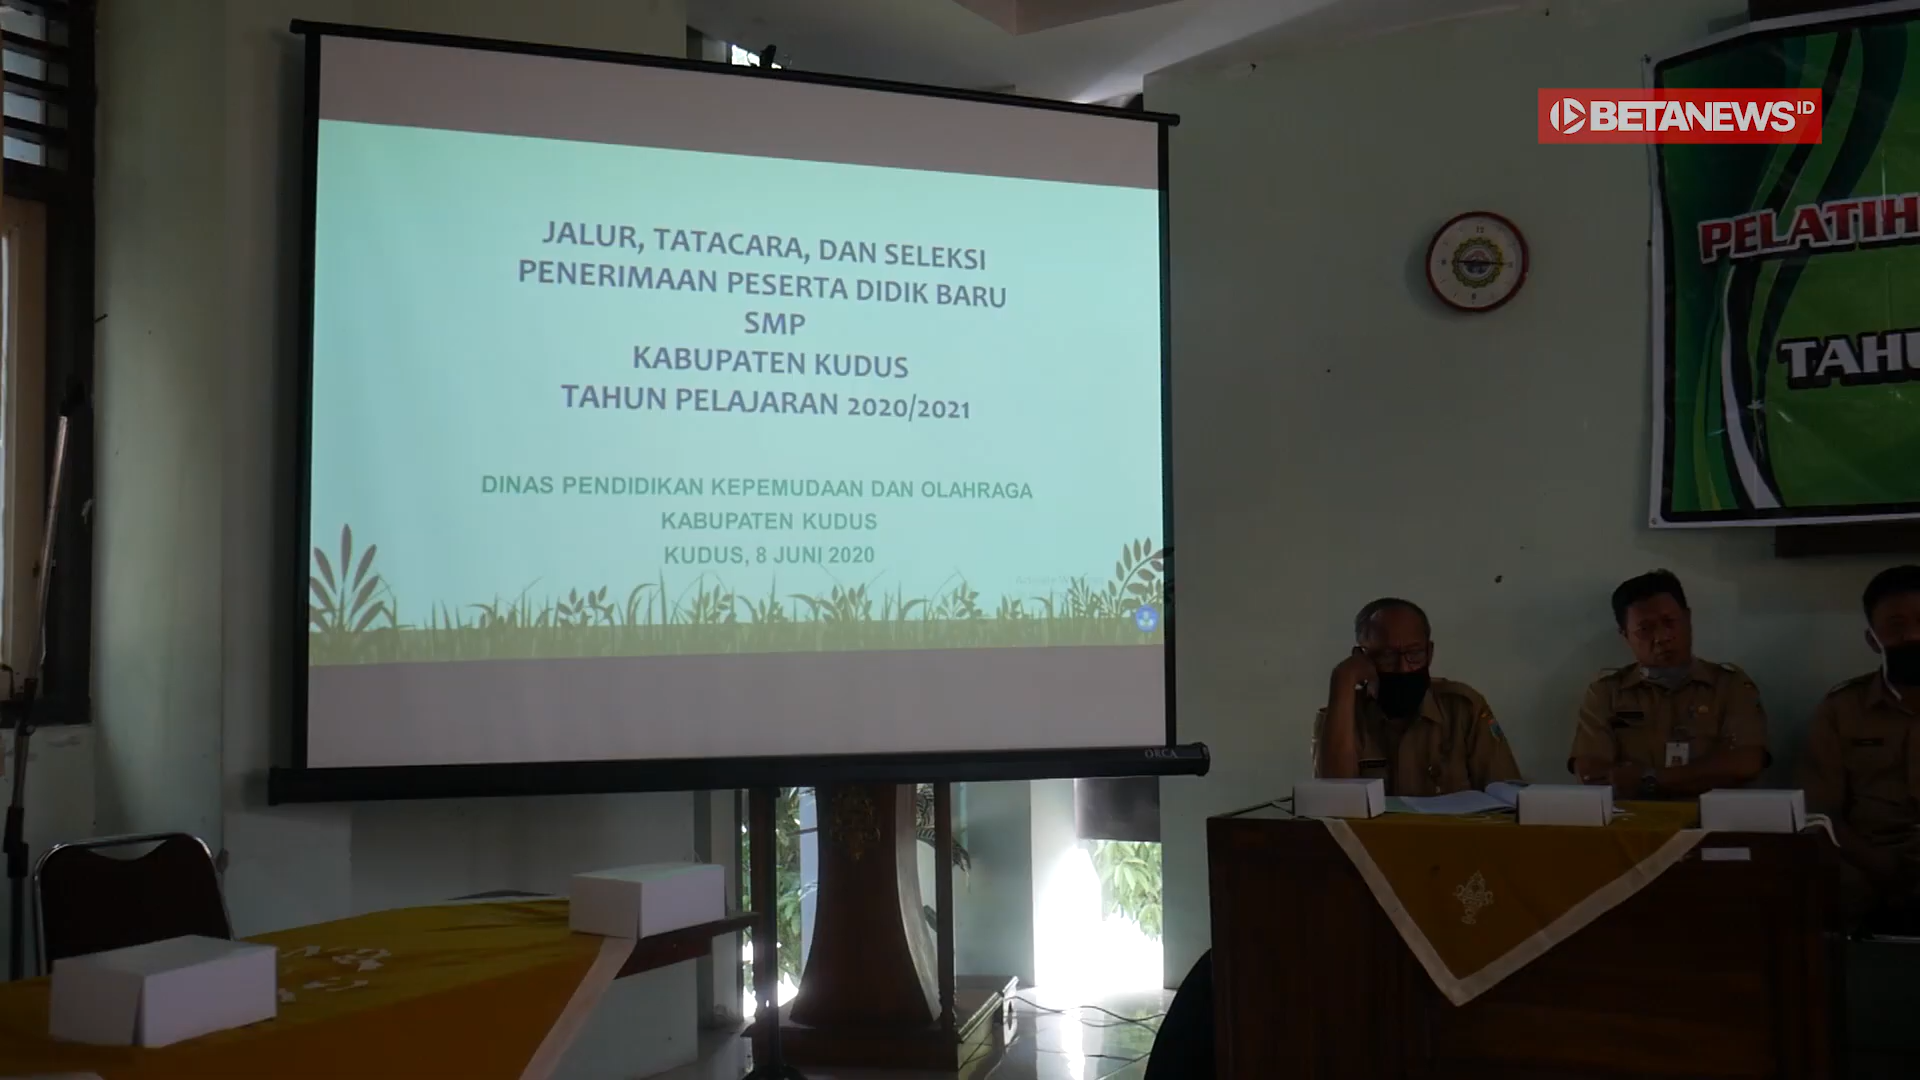 JALUR, TATACARA, DAN SELEKSI
PENERIMAAN PESERTA DIDIK BARU
SMP
KABUPATEN KUDUS
TAHUN PELAJARAN 2020/2021
DINAS PENDIDIKAN KEPEMUDAAN DAN OLAHRAGA
KABUPATEN KUDUS
KUDUS, 8 JUNI 2020
ORCA
BETANEWS ID
PELATIH
TAHU